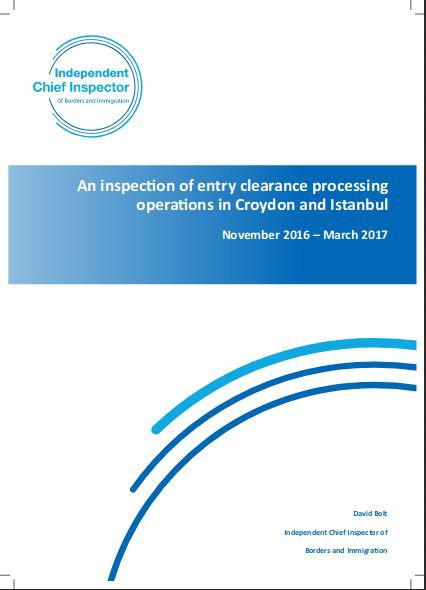 Independent
Chief Inspector
of Borders and Immigration
An inspection of entry clearance processing
operations in Croydon and Istanbul
November 2016 – March 2017
David Bolt
Independent Chief Inspector of
Borders and Immigration